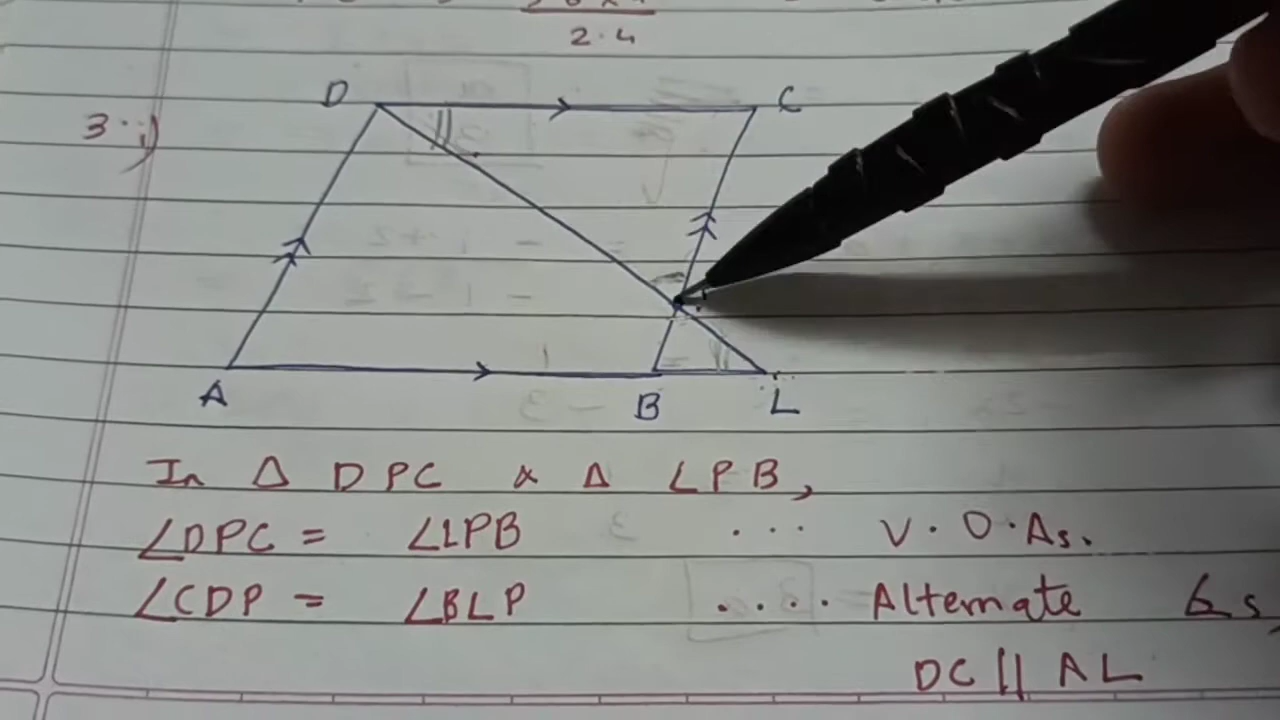 2·4
3·i)
D
C
A
B
L
In Δ DPC & Δ LPB,
∠DPC = ∠LPB ... V.O.As.
∠CDP = ∠BLP .... Alternate ∠s,
DC || AL